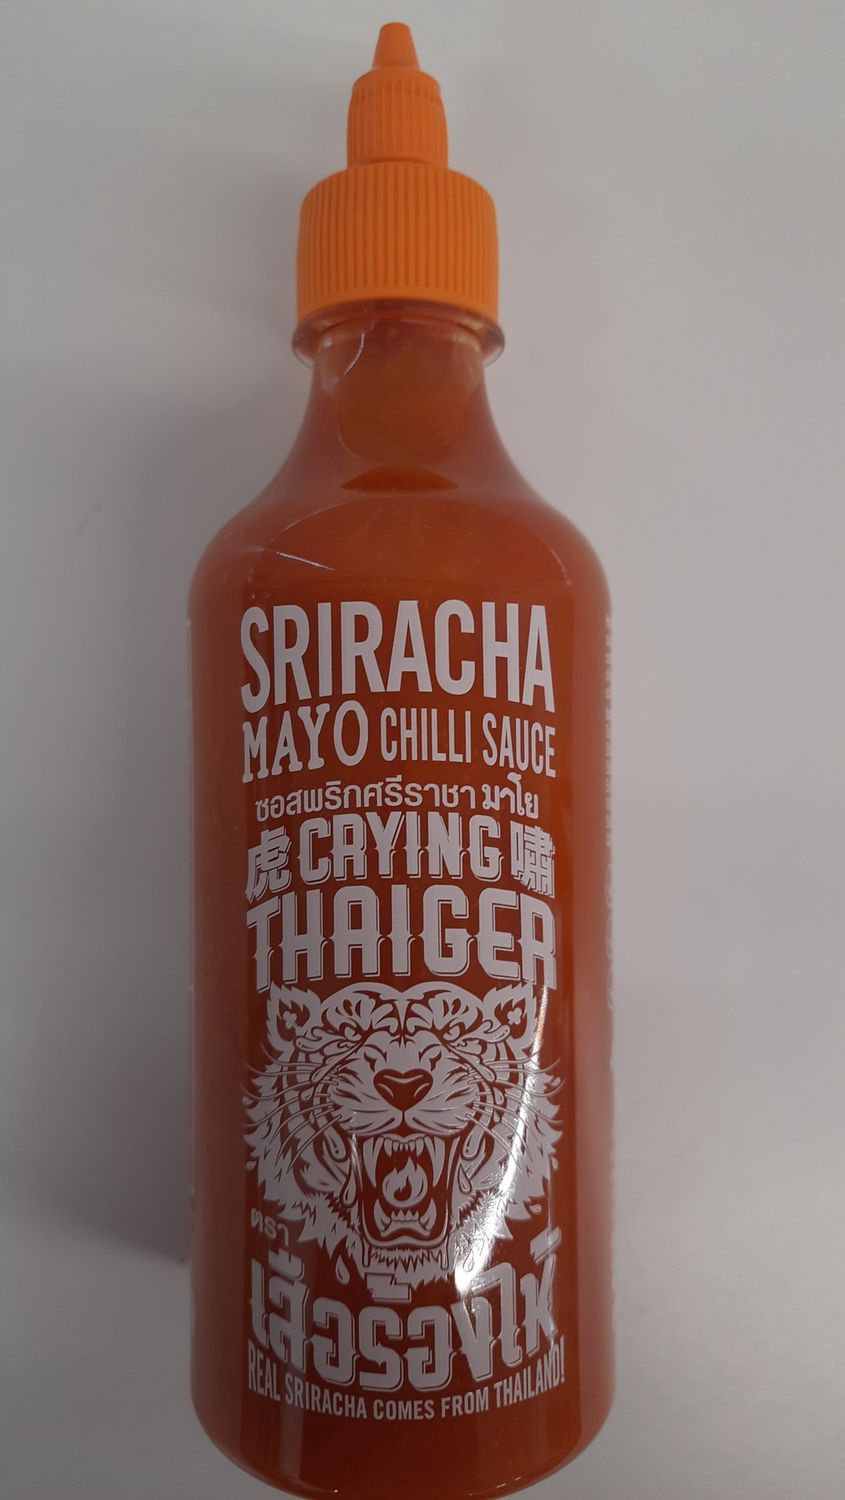 SRIRACHA
MAYO CHILLI SAUCE
ซอสพริกศรีราชา มาโย
虎 CRYING 嘯
THAIGER
ตรา
เสือร้องไห้
REAL SRIRACHA COMES FROM THAILAND!